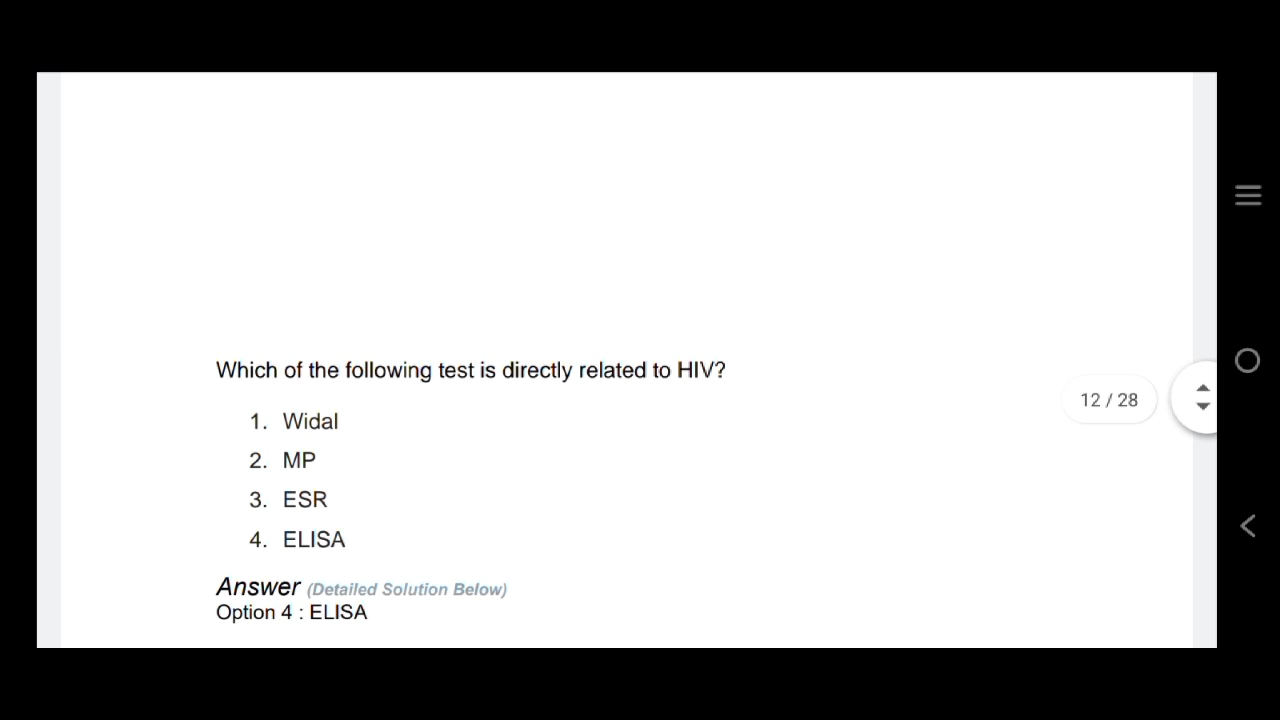 Which of the following test is directly related to HIV?
1. Widal
2. MP
12 / 28
3. ESR
4. ELISA
Answer (Detailed Solution Below)
Option 4 : ELISA